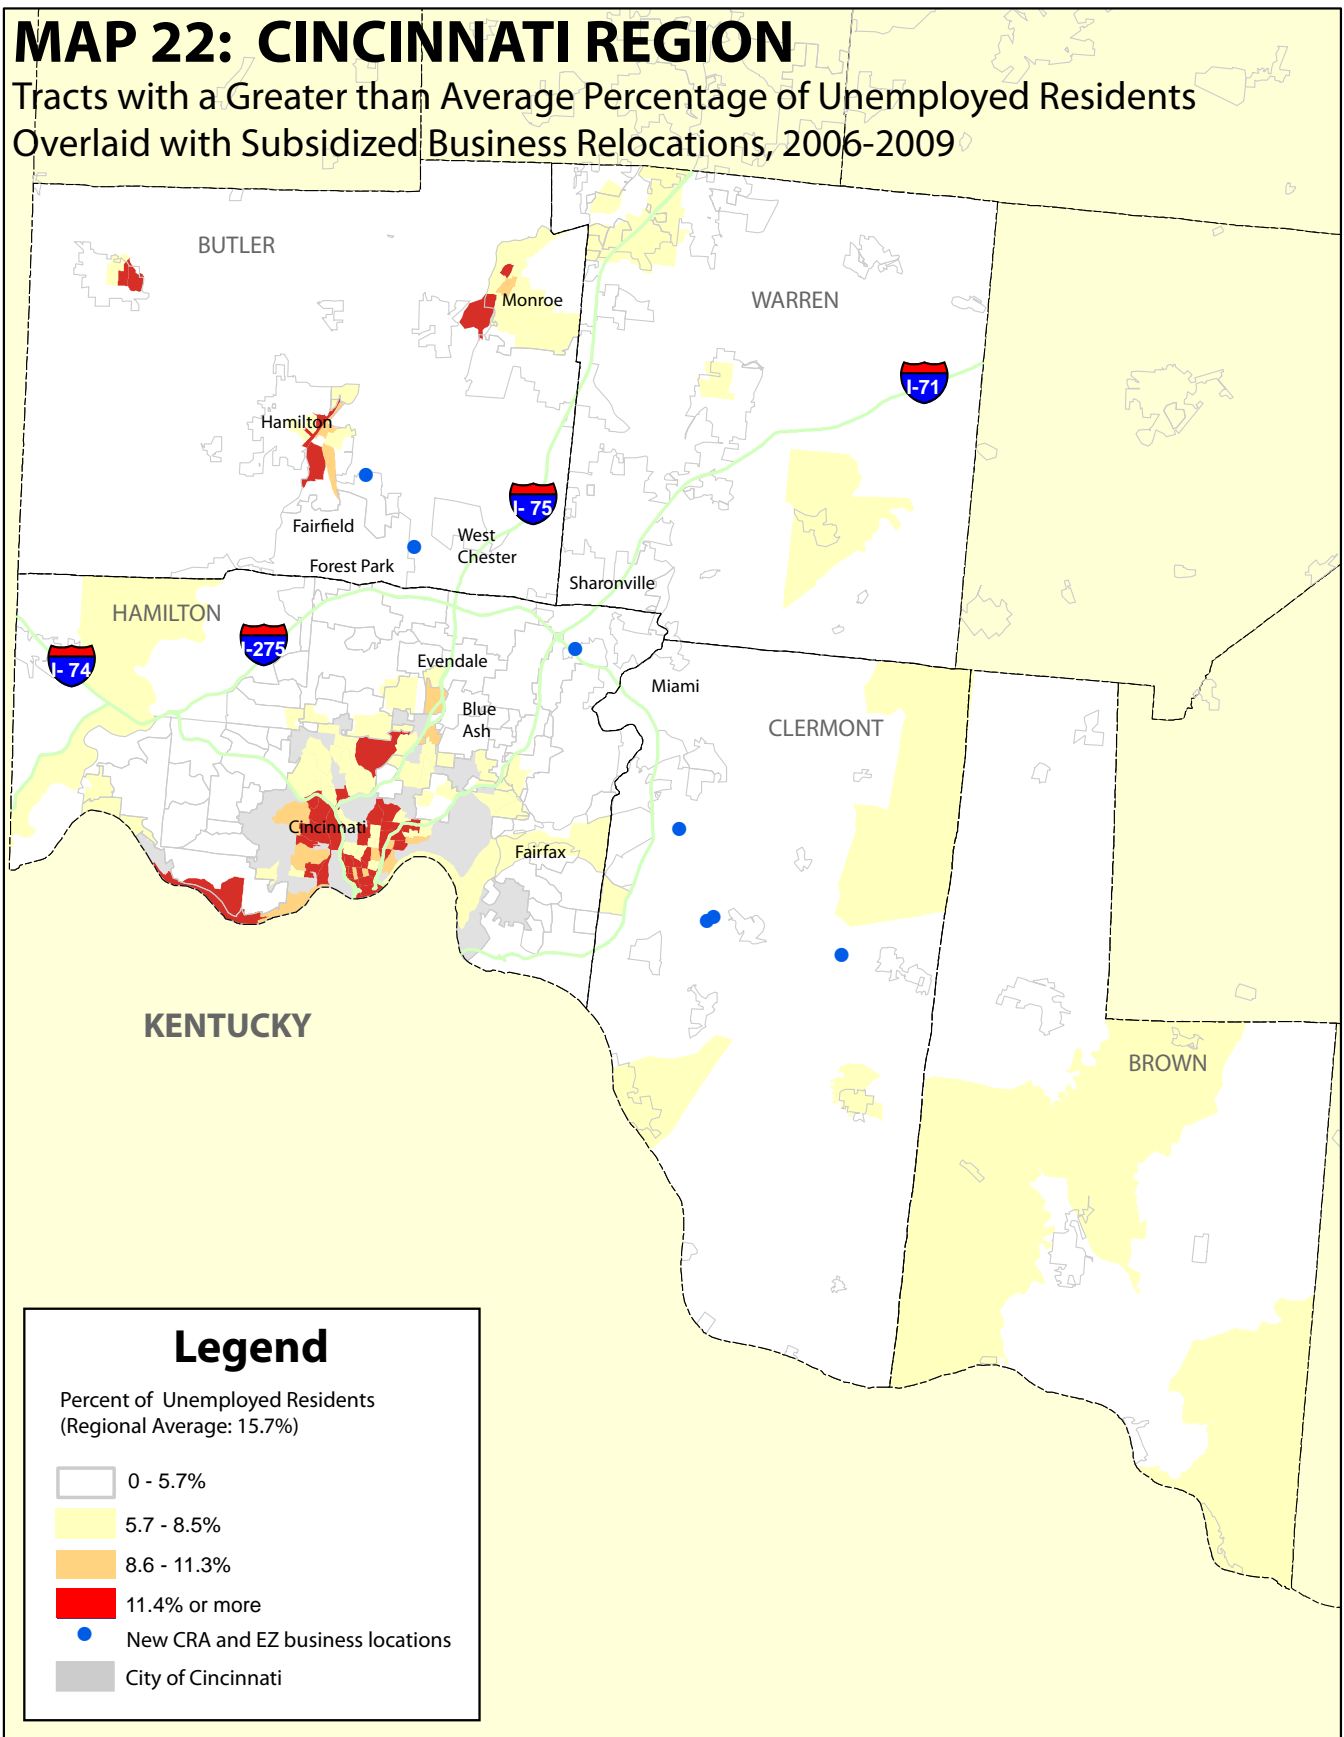 MAP 22: CINCINNATI REGION
Tracts with a Greater than Average Percentage of Unemployed Residents
Overlaid with Subsidized Business Relocations, 2006-2009
BUTLER
Monroe
WARREN
I-71
Hamilton
I- 75
Fairfield
West
Chester
Forest Park
Sharonville
HAMILTON
I-275
I- 74
Evendale
Miami
Blue
Ash
CLERMONT
Cincinnati
Fairfax
KENTUCKY
BROWN
Legend
Percent of Unemployed Residents
(Regional Average: 15.7%)
0 - 5.7%
5.7 - 8.5%
8.6 - 11.3%
11.4% or more
New CRA and EZ business locations
City of Cincinnati